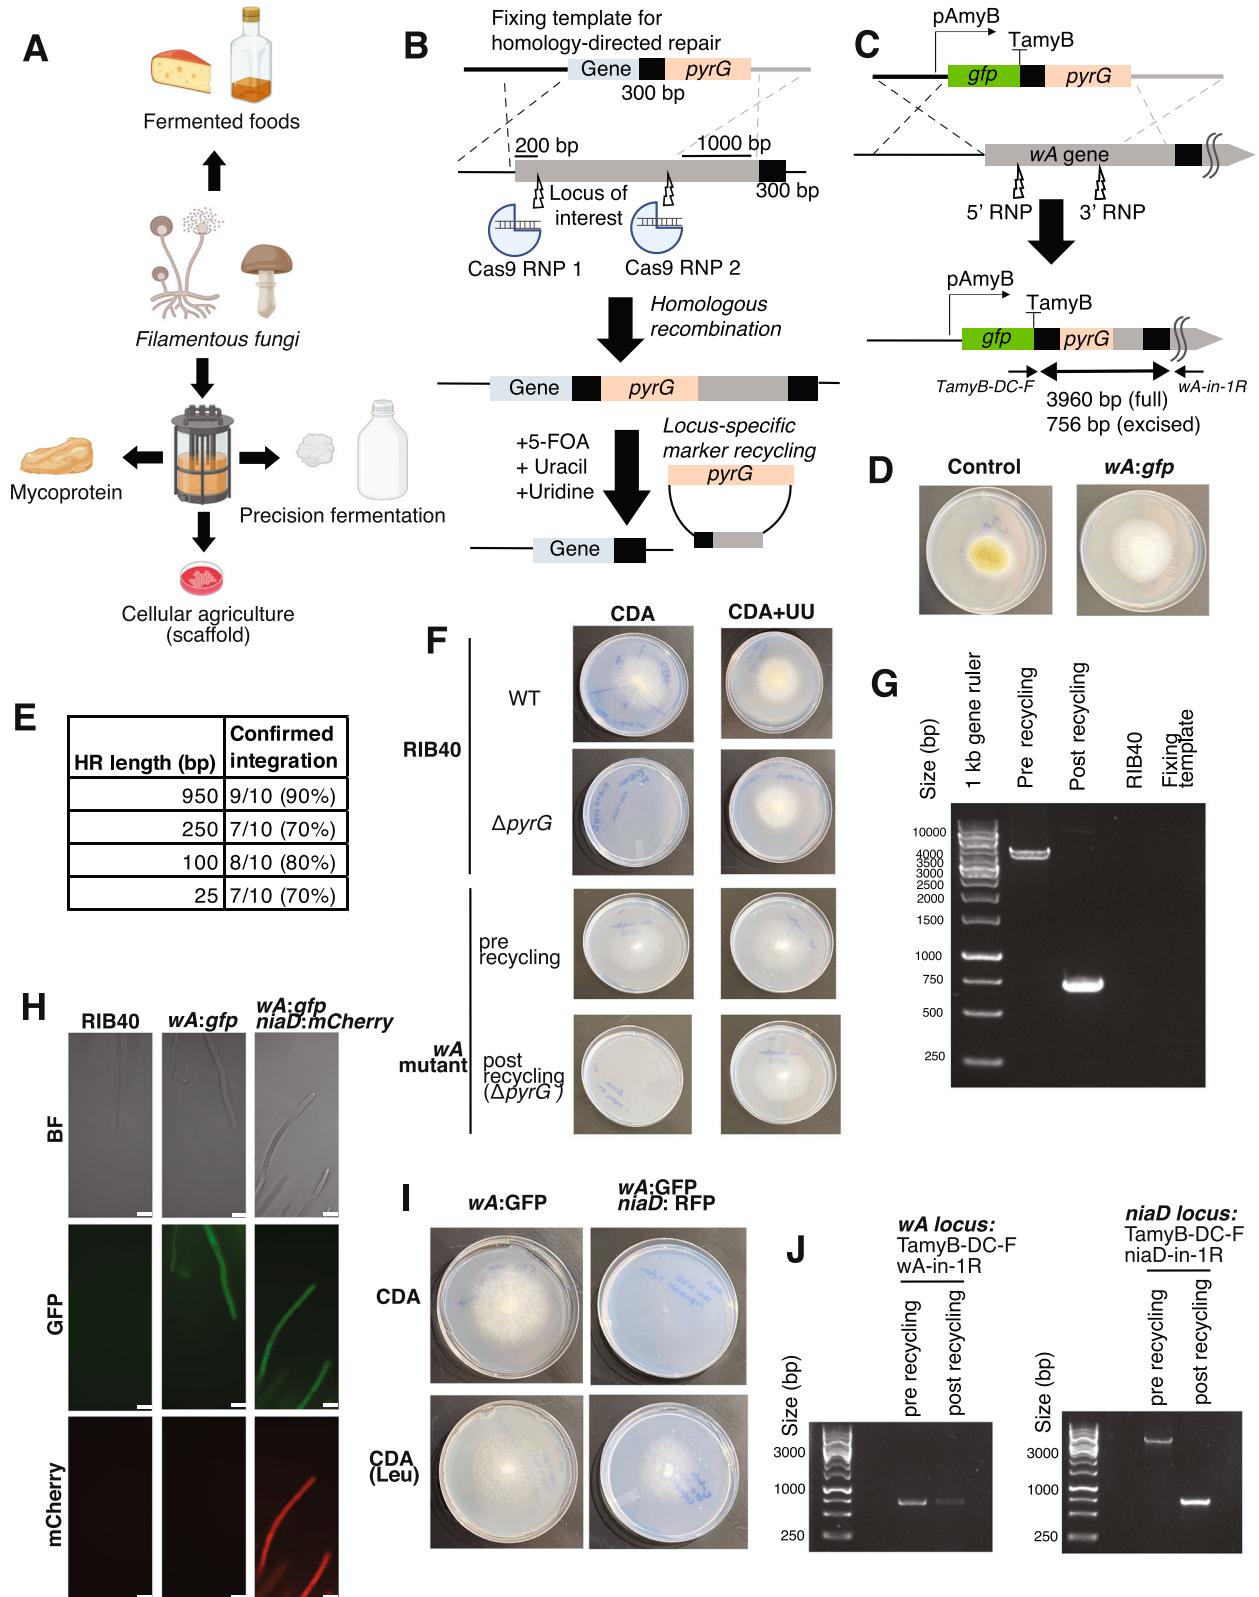 A
Fermented foods
Filamentous fungi
Mycoprotein
Precision fermentation
Cellular agriculture
(scaffold)
B
Fixing template for
homology-directed repair
Gene
pyrG
300 bp
200 bp
1000 bp
Locus of
interest
300 bp
Cas9 RNP 1
Cas9 RNP 2
Homologous
recombination
Gene
pyrG
+5-FOA
+ Uracil
+Uridine
Locus-specific
marker recycling
pyrG
Gene
C
pAmyB
TamyB
gfp
pyrG
wA gene
5’ RNP
3’ RNP
pAmyB
TamyB
gfp
pyrG
TamyB-DC-F
wA-in-1R
3960 bp (full)
756 bp (excised)
D
Control
wA:gfp
E
HR length (bp)
Confirmed
integration
950 9/10 (90%)
250 7/10 (70%)
100 8/10 (80%)
25 7/10 (70%)
F
CDA
CDA+UU
RIB40
WT
ΔpyrG
wA
mutant
pre
recycling
post
recycling
(ΔpyrG )
G
Size (bp)
1 kb gene ruler
Pre recycling
Post recycling
RIB40
Fixing
template
10000
4000
3500
3000
2500
2000
1500
1000
750
500
250
H
RIB40
wA:gfp
wA:gfp
niaD:mCherry
BF
GFP
mCherry
I
wA:GFP
wA:GFP
niaD: RFP
CDA
CDA
(Leu)
J
wA locus:
TamyB-DC-F
wA-in-1R
Size (bp)
pre recycling
post recycling
3000
1000
250
niaD locus:
TamyB-DC-F
niaD-in-1R
Size (bp)
pre recycling
post recycling
3000
1000
250